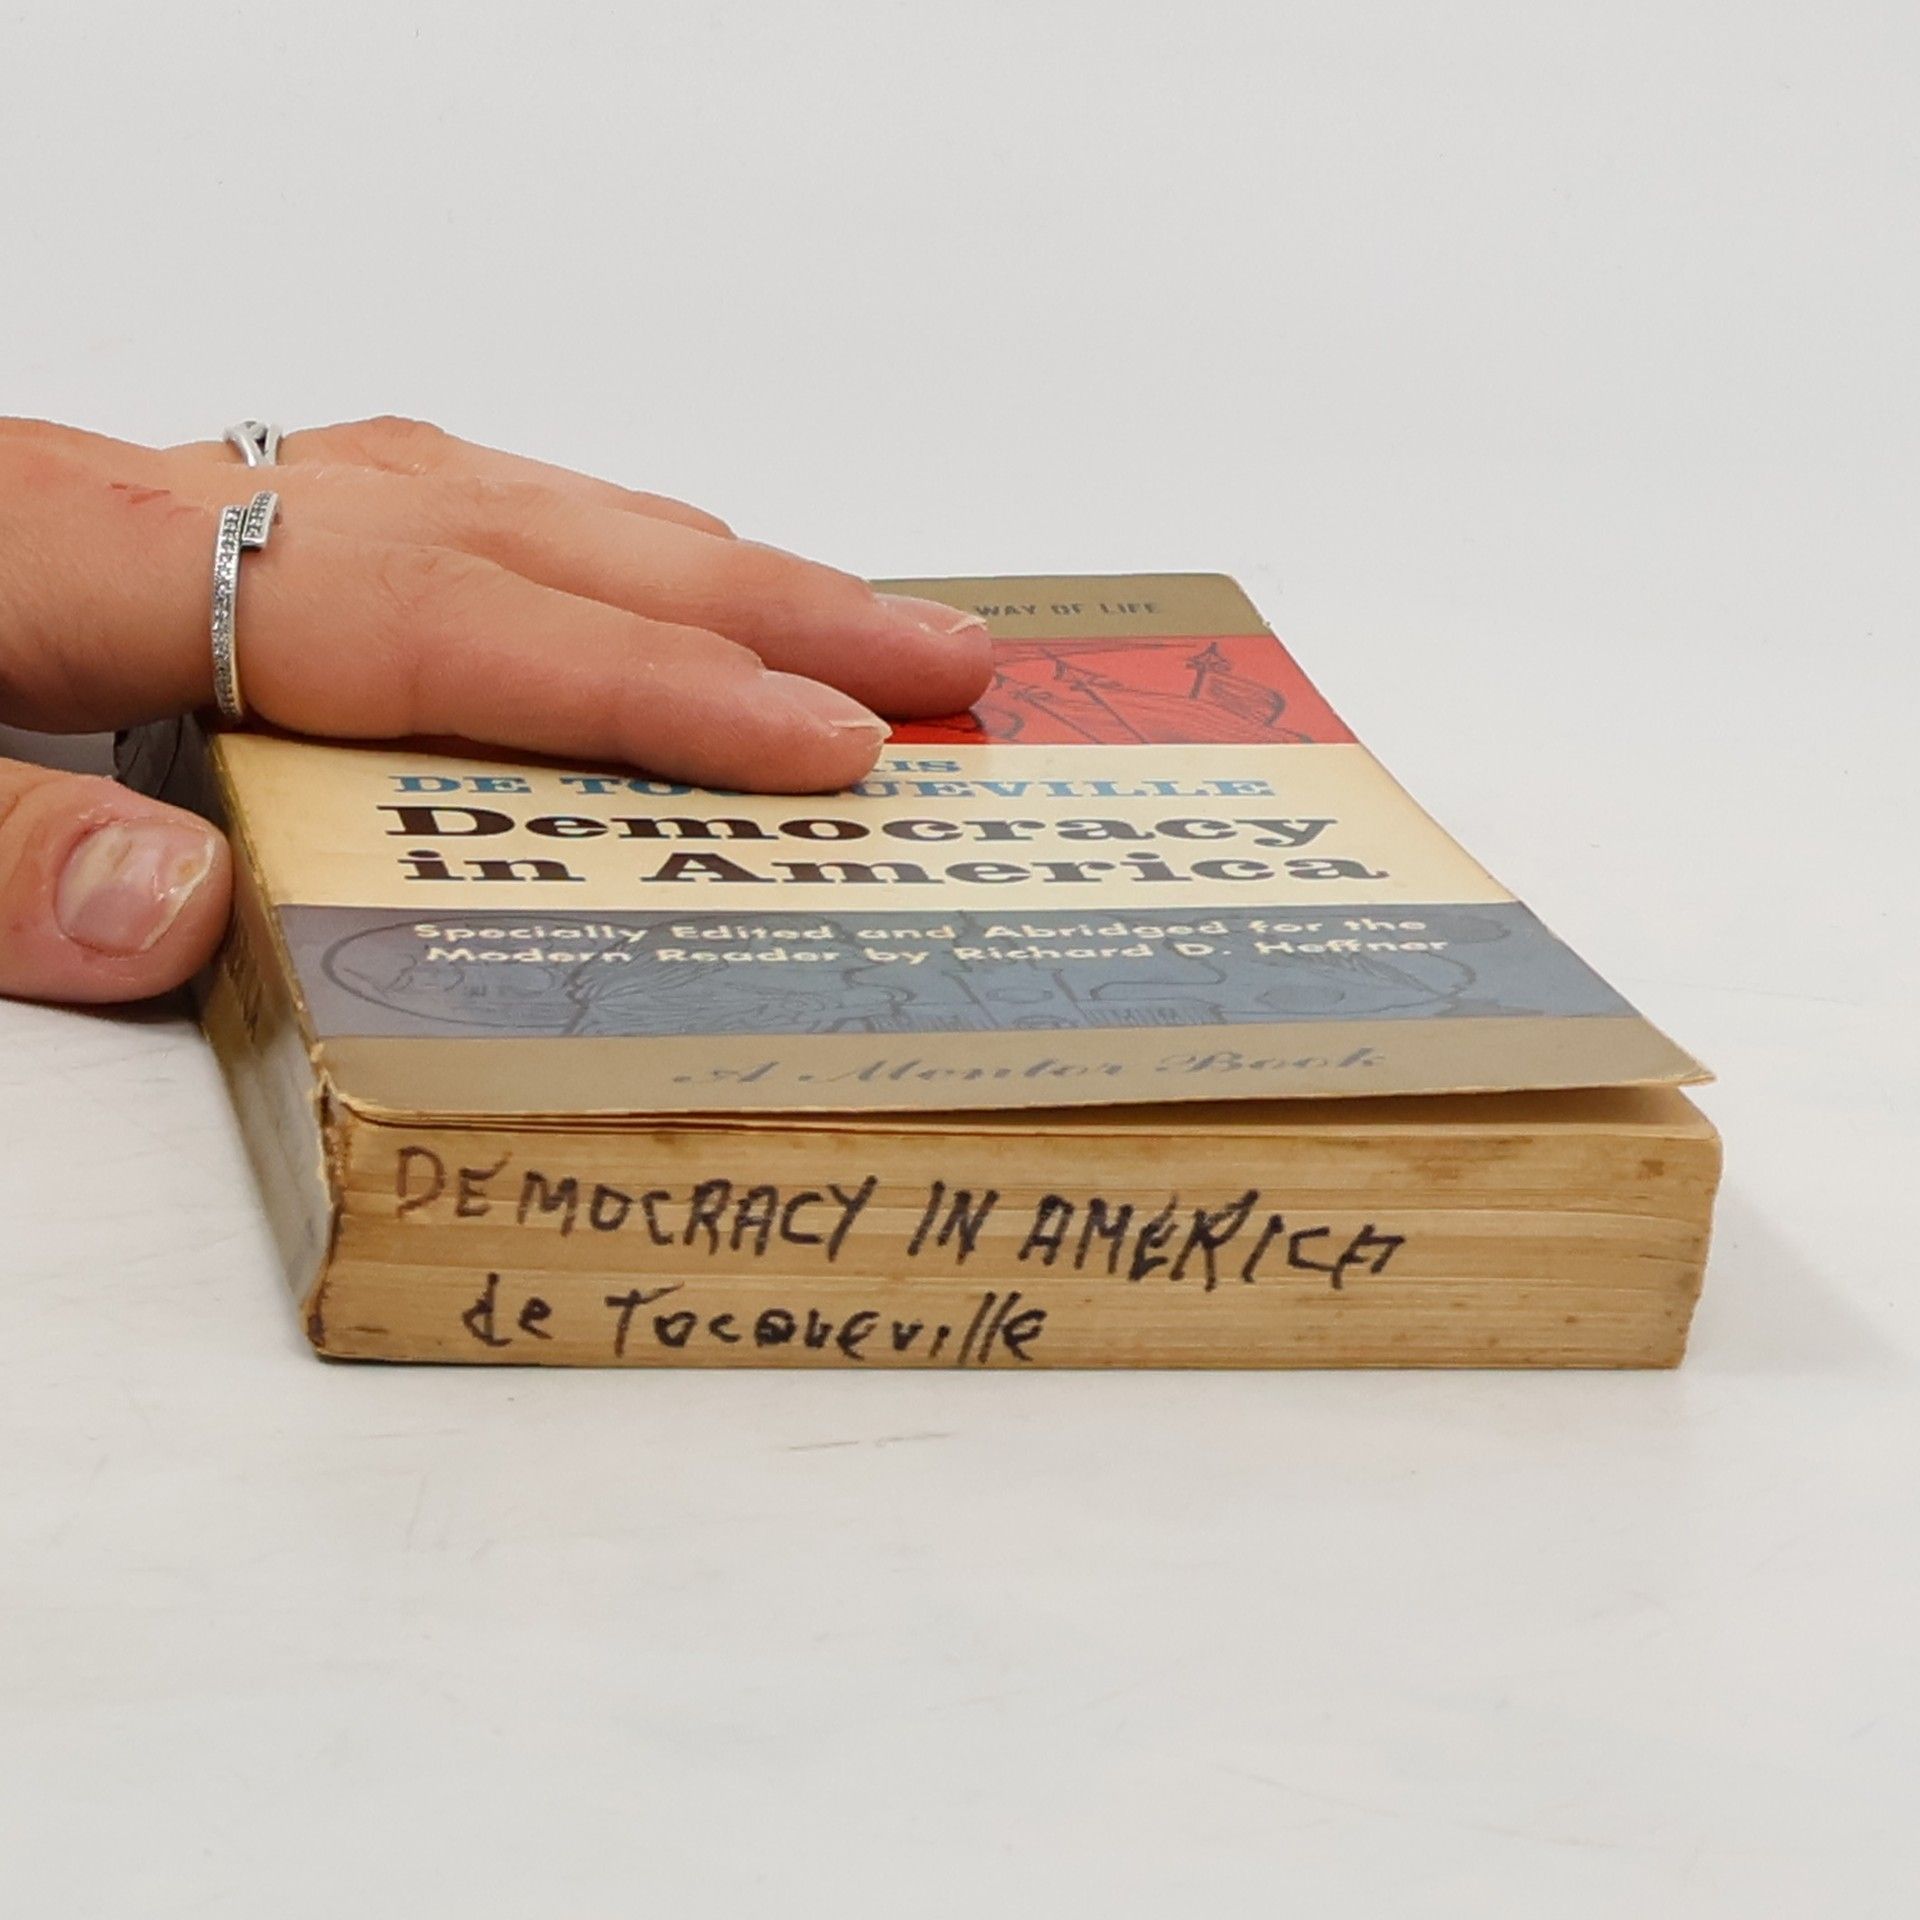 WAY OF LIFE
DE TOCQUEVILLE
Democracy
in America
Specially Edited and Abridged for the
Modern Reader by Richard D. Heffner
A Mentor Book
DEMOCRACY IN AMERICA
de Tocqueville